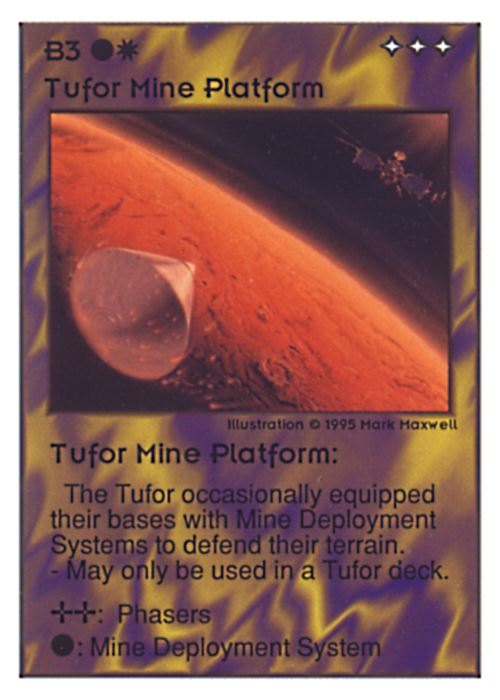 B3
Tufor Mine Platform
Illustration © 1995 Mark Maxwell
Tufor Mine Platform:
The Tufor occasionally equipped
their bases with Mine Deployment
Systems to defend their terrain.
- May only be used in a Tufor deck.
: Phasers
: Mine Deployment System